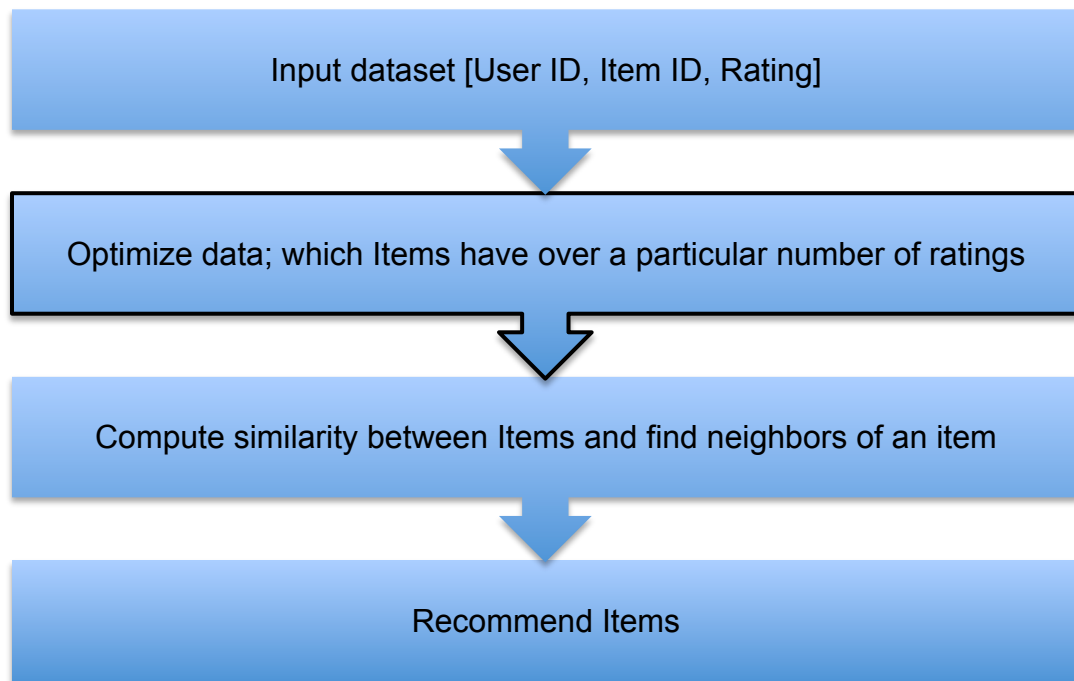 Input dataset [User ID, Item ID, Rating]
Optimize data; which Items have over a particular number of ratings
Compute similarity between Items and find neighbors of an item
Recommend Items